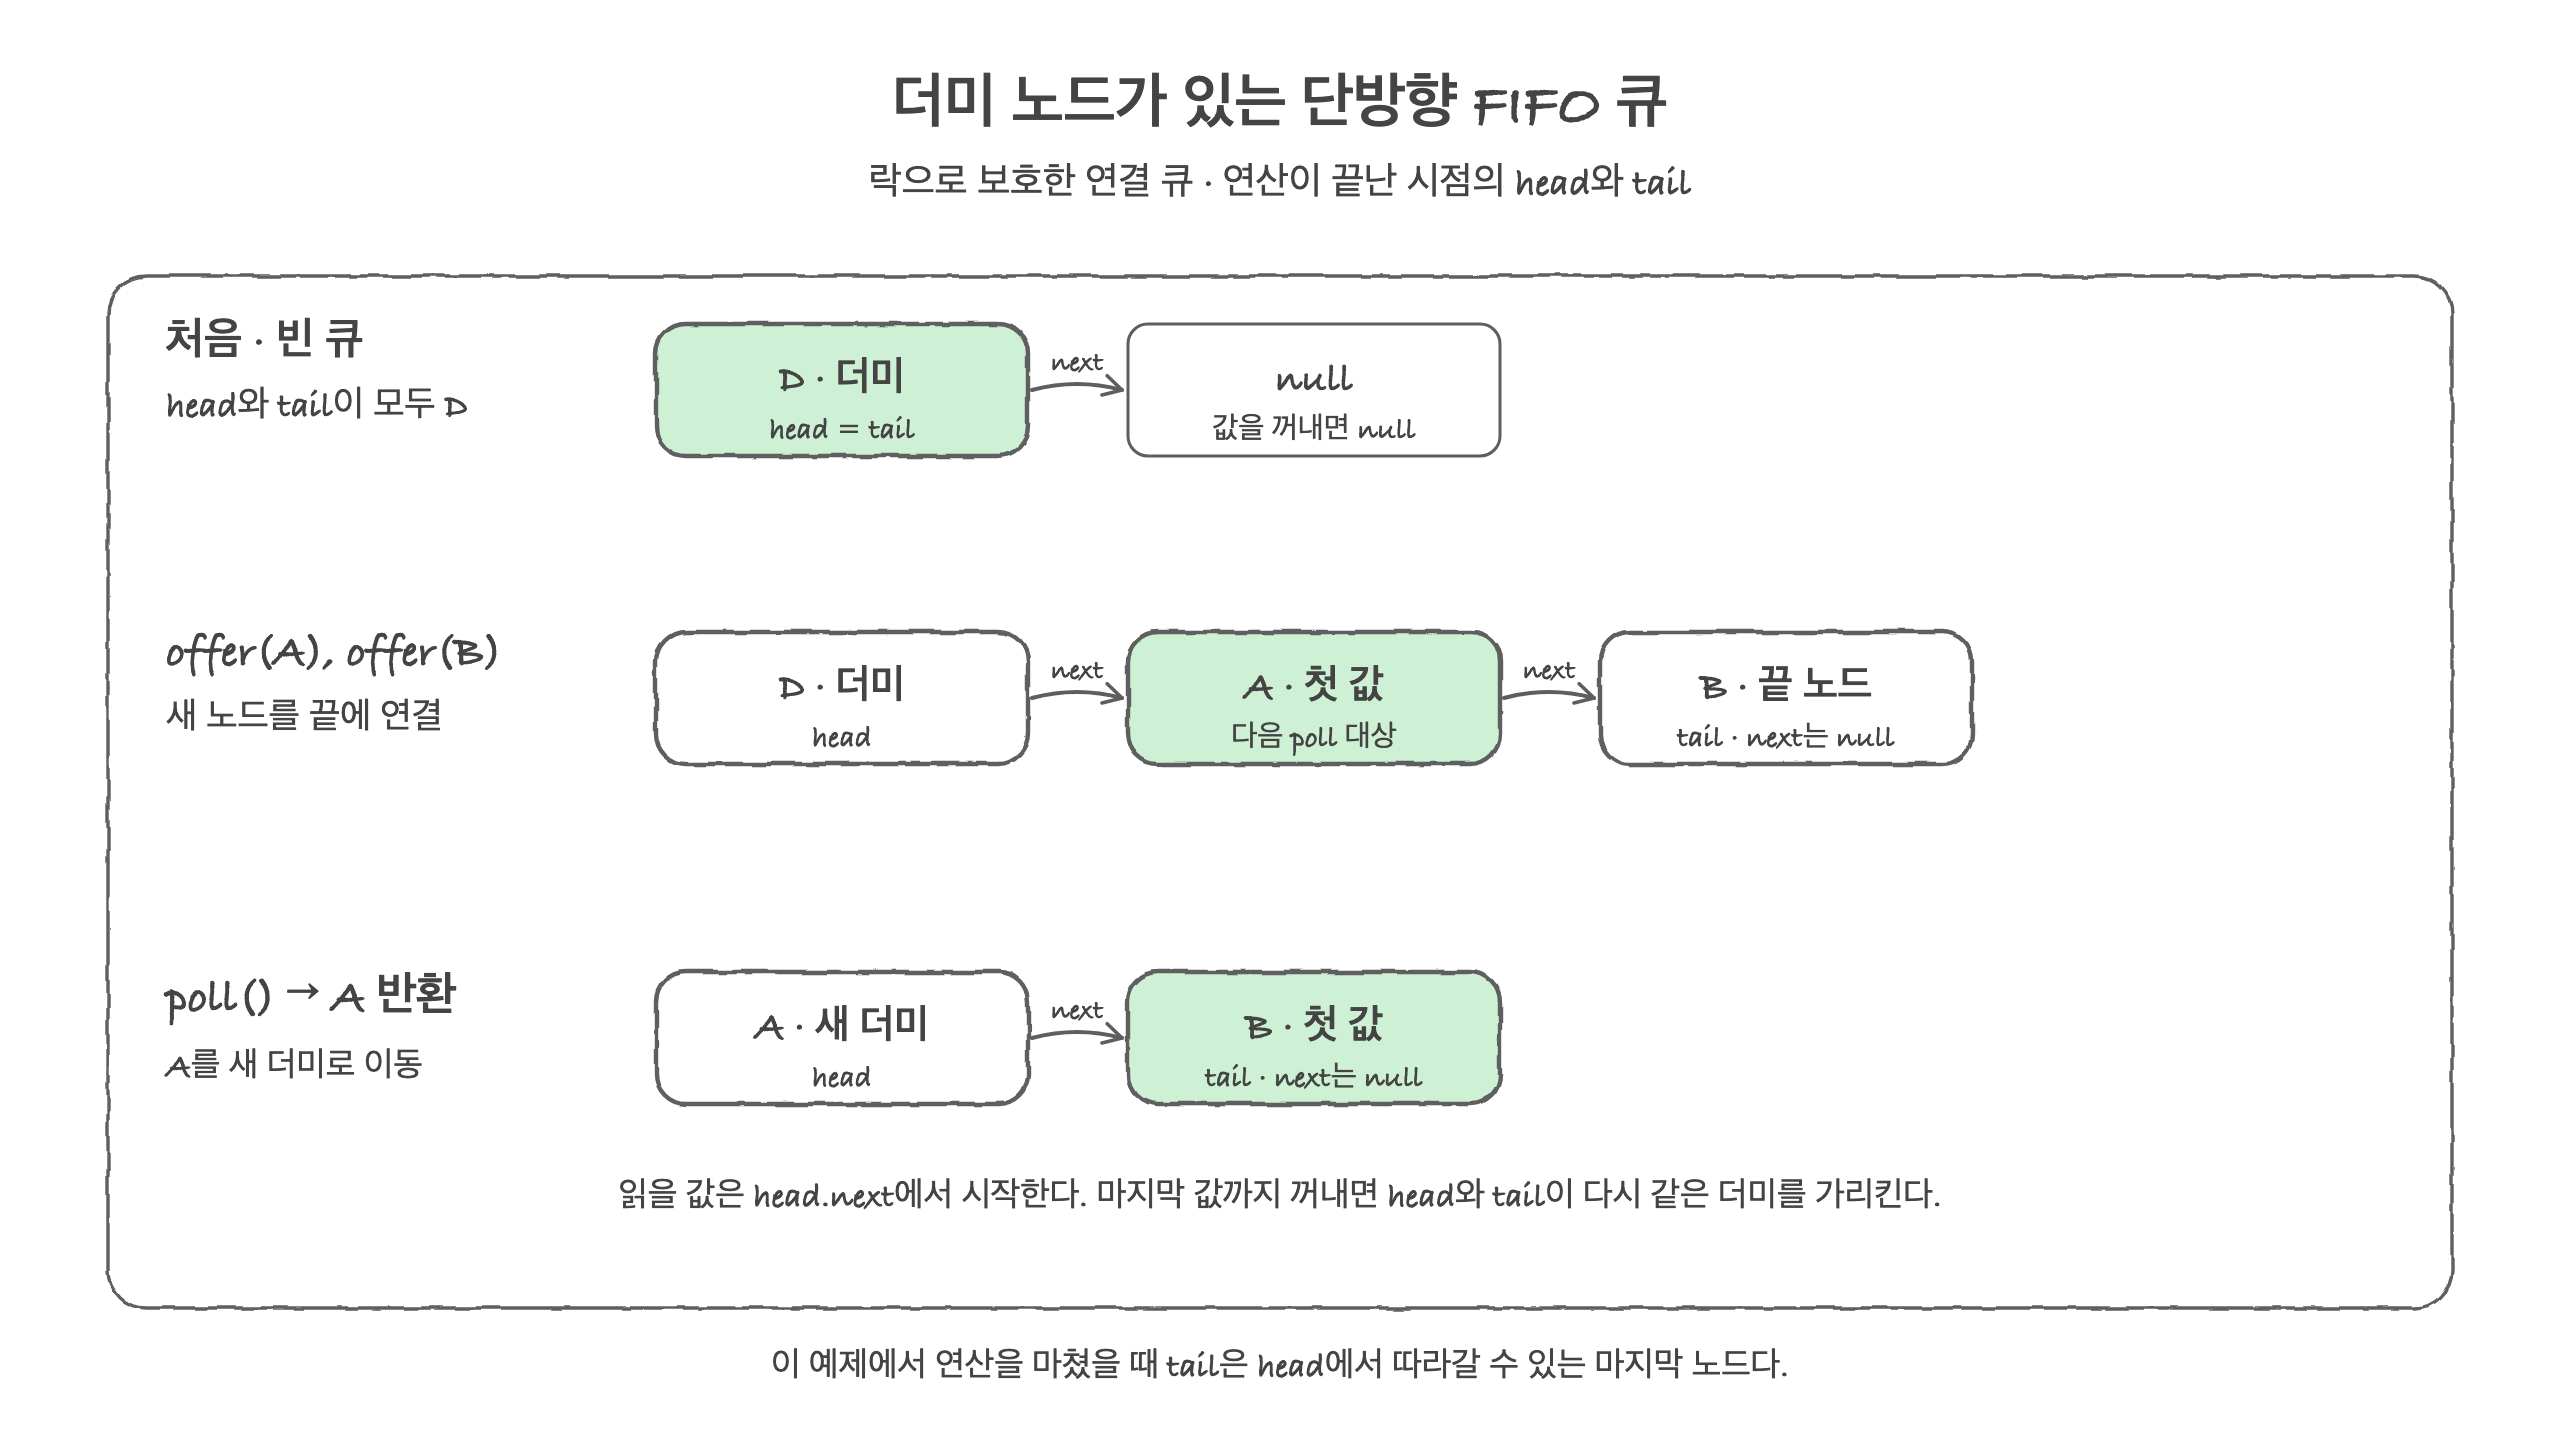 더미 노드가 있는 단방향 FIFO 큐
락으로 보호한 연결 큐 · 연산이 끝난 시점의 head와 tail
처음 · 빈 큐
head와 tail이 모두 D
D · 더미
head = tail
next
null
값을 꺼내면 null
offer(A), offer(B)
새 노드를 끝에 연결
D · 더미
head
next
A · 첫 값
다음 poll 대상
next
B · 끝 노드
tail · next는 null
poll() → A 반환
A를 새 더미로 이동
A · 새 더미
head
next
B · 첫 값
tail · next는 null
읽을 값은 head.next에서 시작한다. 마지막 값까지 꺼내면 head와 tail이 다시 같은 더미를 가리킨다.
이 예제에서 연산을 마쳤을 때 tail은 head에서 따라갈 수 있는 마지막 노드다.